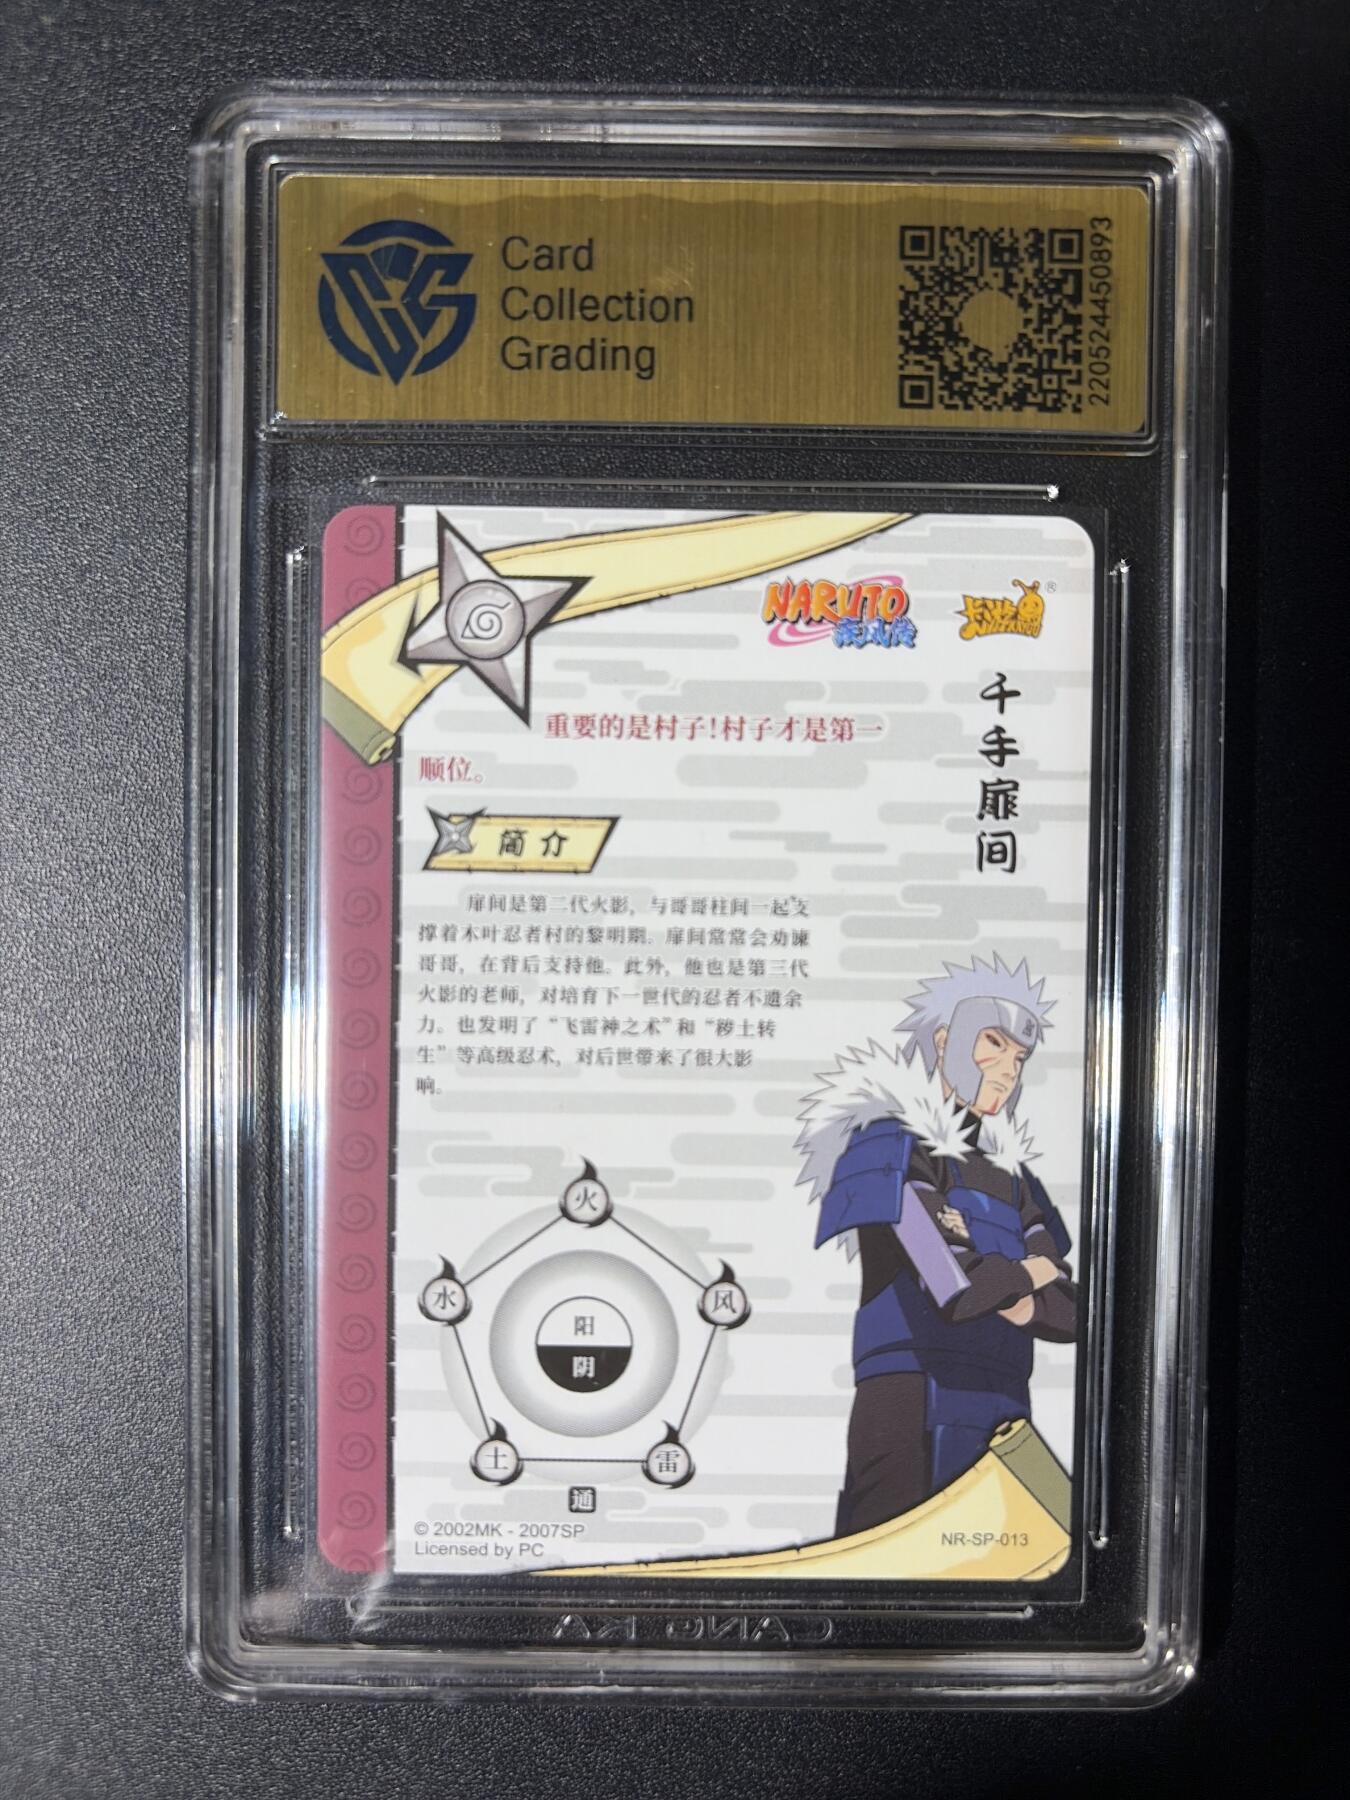 Card
Collection
Grading
220524450893
NARUTO
疾风传
卡游
KAYOU
®
千手扉间
重要的是村子!村子才是第一
顺位。
简介
扉间是第二代火影，与哥哥柱间一起支
撑着木叶忍者村的黎明期。扉间常常会劝谏
哥哥，在背后支持他。此外，他也是第三代
火影的老师，对培育下一世代的忍者不遗余
力。也发明了“飞雷神之术”和“秽土转
生”等高级忍术，对后世带来了很大影
响。
火
水
风
阳
阴
土
雷
通
© 2002MK - 2007SP
Licensed by PC
NR-SP-013
CANG KA